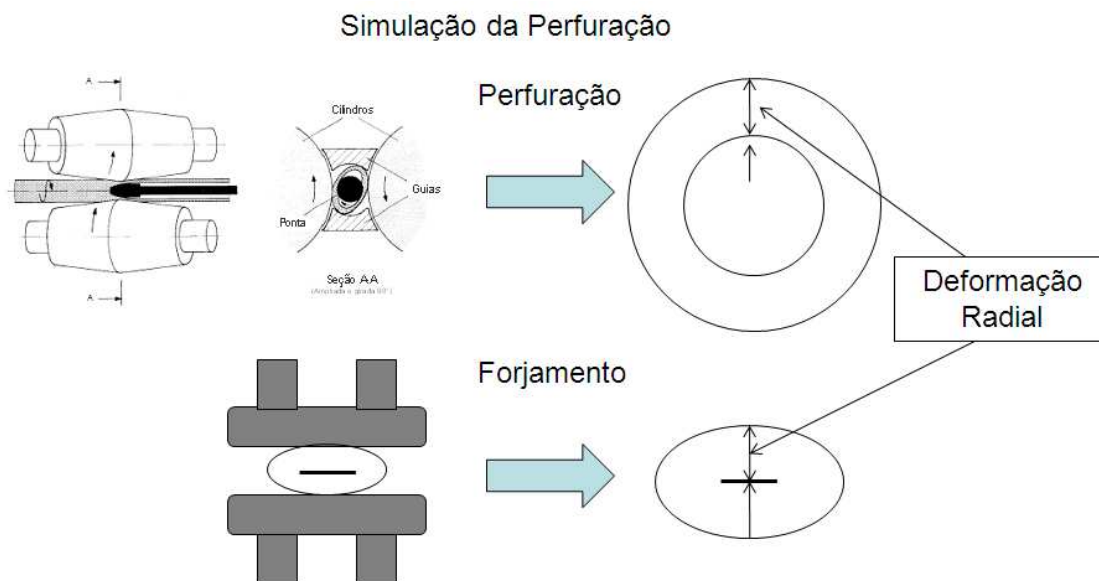 Simulação da Perfuração
A
Cilindros
Guias
Ponta
A
Seção AA
Perfuração
Deformação
Radial
Forjamento